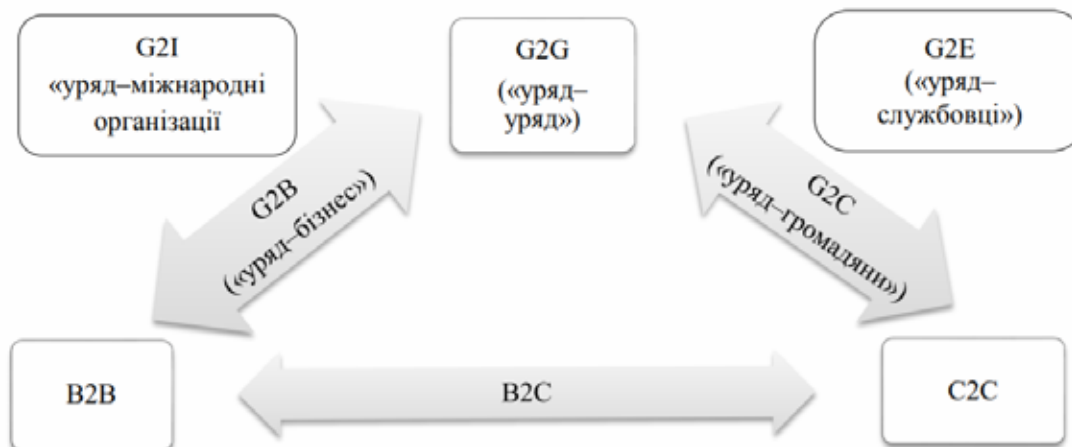 G2I
«уряд–міжнародні
організації
G2G
(«уряд–
уряд»)
G2E
(«уряд–
службовці»)
G2B
(«уряд–бізнес»)
G2C
(«уряд–громадяни»)
B2B
B2C
C2C